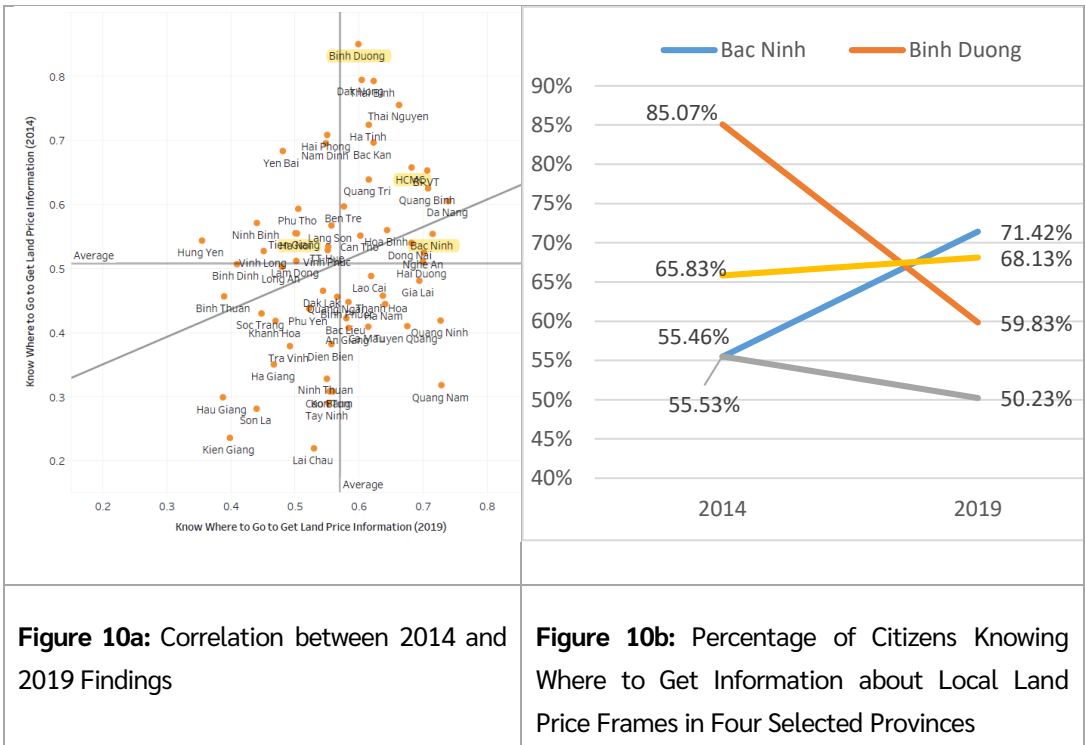 Know Where to Go to Get Land Price Information (2014)
0.8
0.7
0.6
0.5
0.4
0.3
0.2
Binh Duong
Dak Nong
Thai Binh
Thai Nguyen
Ha Tinh
Hai Phong
Nam Dinh
Bac Kan
Yen Bai
HCMC
BRVT
Quang Tri
Quang Binh
Da Nang
Phu Tho
Ben Tre
Ninh Binh
Lang Son
Hung Yen
Tien Giang
Ha Noi
Can Tho
Hoa Binh
Bac Ninh
TT-Hue
Dong Nai
Average
Vinh Long
Vinh Phuc
Nghe An
Binh Dinh
Lam Dong
Hai Duong
Long An
Lao Cai
Gia Lai
Binh Thuan
Dak Lak
Quang Ngai
Thanh Hoa
Binh Phuoc
Ha Nam
Soc Trang
Phu Yen
Khanh Hoa
Bac Lieu
Quang Ninh
An Giang
Ca Mau
Tuyen Quang
Tra Vinh
Dien Bien
Ha Giang
Ninh Thuan
Quang Nam
Hau Giang
Kon Tum
Son La
Tay Ninh
Kien Giang
Lai Chau
Average
0.2
0.3
0.4
0.5
0.6
0.7
0.8
Know Where to Go to Get Land Price Information (2019)
Bac Ninh
Binh Duong
90%
85%
80%
75%
70%
65%
60%
55%
50%
45%
40%
85.07%
65.83%
55.46%
55.53%
71.42%
68.13%
59.83%
50.23%
2014
2019
Figure 10a: Correlation between 2014 and
2019 Findings
Figure 10b: Percentage of Citizens Knowing
Where to Get Information about Local Land
Price Frames in Four Selected Provinces